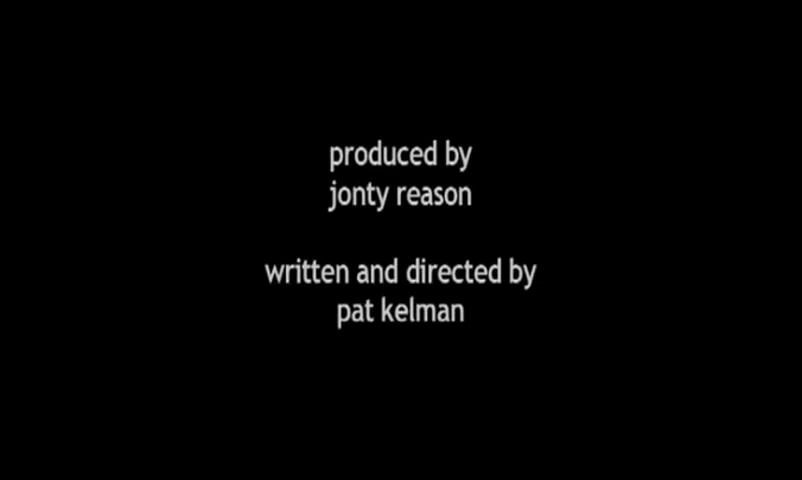 produced by
jonty reason
written and directed by
pat kelman